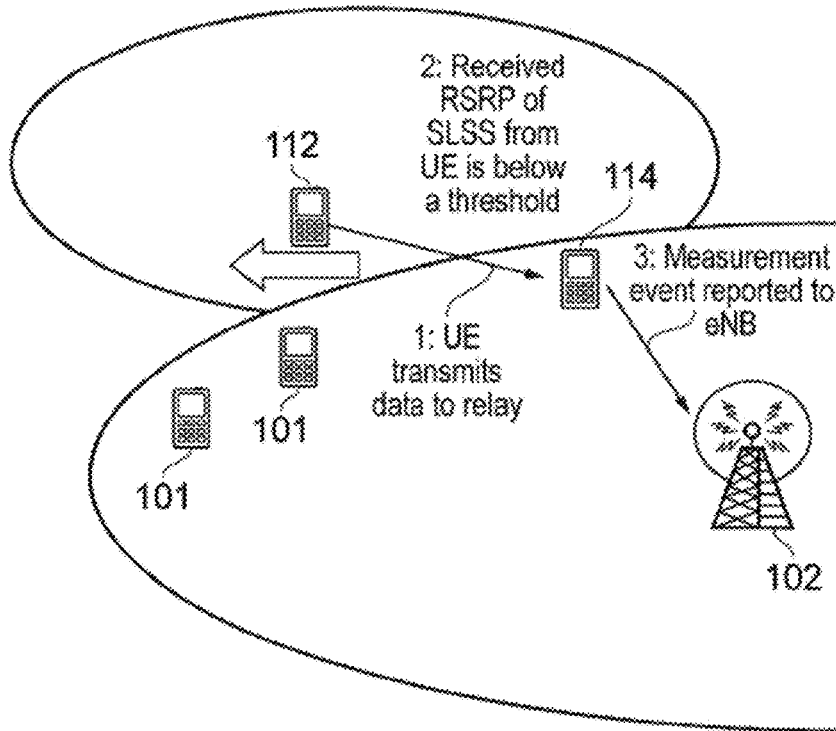 2: Received
RSRP of
SLSS from
UE is below
a threshold
112
114
3: Measurement
event reported to
eNB
1: UE
transmits
data to relay
101
101
102